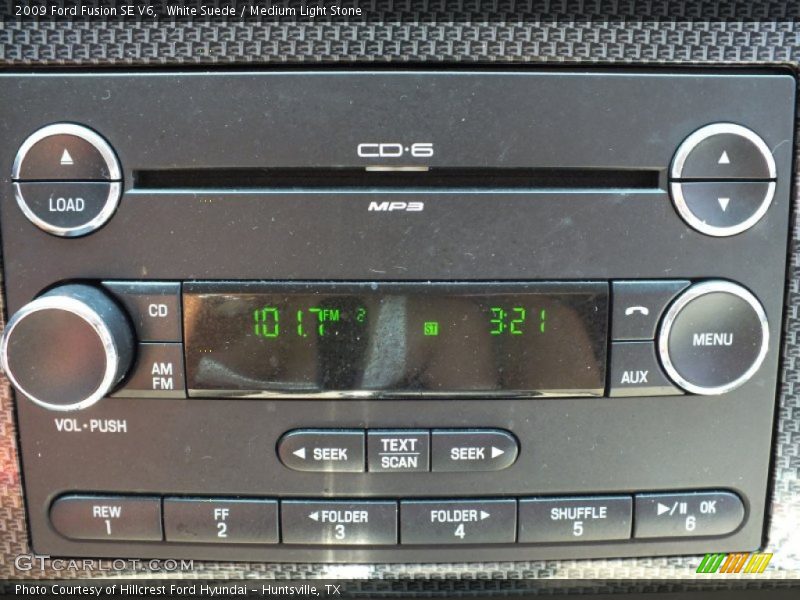 2009 Ford Fusion SE V6,  White Suede / Medium Light Stone
CD·6
LOAD
MP3
CD
101.7 FM 2
ST
3:21
MENU
AM
FM
AUX
VOL·PUSH
◄ SEEK
TEXT
SCAN
SEEK ►
REW
1
FF
2
◄FOLDER
3
FOLDER►
4
SHUFFLE
5
►/II OK
6
GTCARLOT.COM
Photo Courtesy of Hillcrest Ford Hyundai – Huntsville, TX